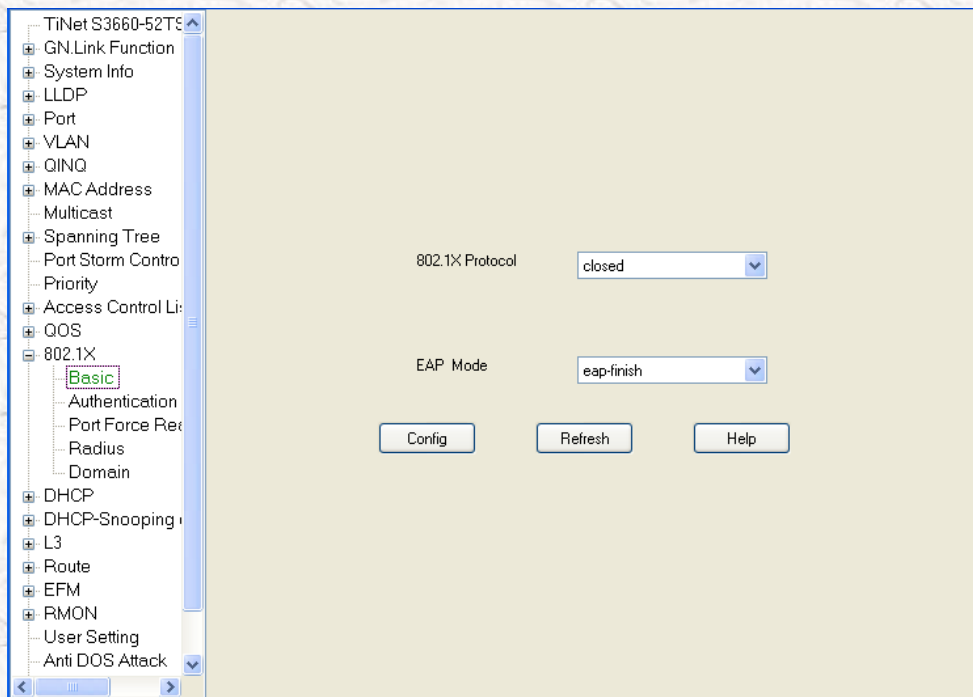 TiNet S3660-52TS
GN.Link Function
System Info
LLDP
Port
VLAN
QINQ
MAC Address
Multicast
Spanning Tree
Port Storm Contro
Priority
Access Control Li
QOS
802.1X
Basic
Authentication
Port Force Rea
Radius
Domain
DHCP
DHCP-Snooping
L3
Route
EFM
RMON
User Setting
Anti DOS Attack
802.1X Protocol
closed
EAP Mode
eap-finish
Config
Refresh
Help